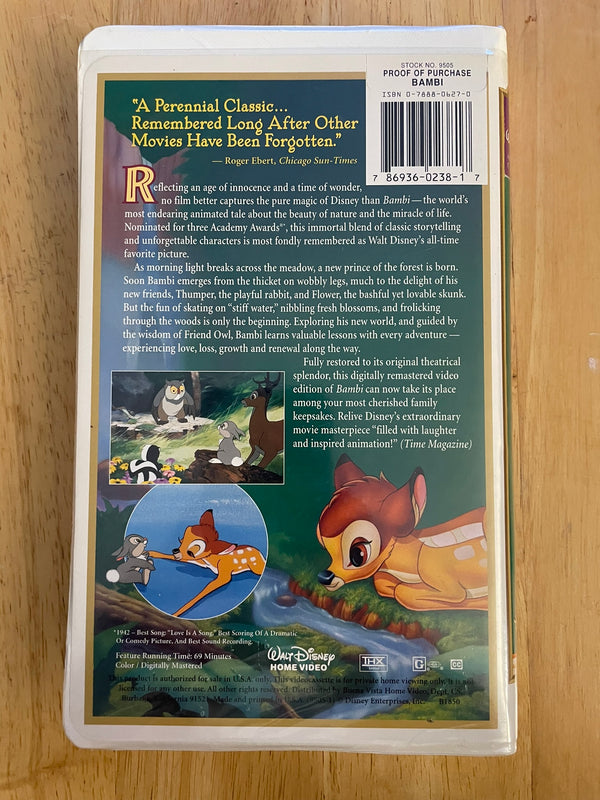 STOCK NO. 9505
PROOF OF PURCHASE
BAMBI
ISBN 0-7888-0627-0
7 86936-0238-1 7
"A Perennial Classic...
Remembered Long After Other
Movies Have Been Forgotten."
— Roger Ebert, Chicago Sun-Times
Reflecting an age of innocence and a time of wonder,
no film better captures the pure magic of Disney than Bambi — the world's
most endearing animated tale about the beauty of nature and the miracle of life.
Nominated for three Academy Awards®*, this immortal blend of classic storytelling
and unforgettable characters is most fondly remembered as Walt Disney's all-time
favorite picture.
As morning light breaks across the meadow, a new prince of the forest is born.
Soon Bambi emerges from the thicket on wobbly legs, much to the delight of his
new friends, Thumper, the playful rabbit, and Flower, the bashful yet lovable skunk.
But the fun of skating on "stiff water," nibbling fresh blossoms, and frolicking
through the woods is only the beginning. Exploring his new world, and guided by
the wisdom of Friend Owl, Bambi learns valuable lessons with every adventure —
experiencing love, loss, growth and renewal along the way.
Fully restored to its original theatrical
splendor, this digitally remastered video
edition of Bambi can now take its place
among your most cherished family
keepsakes. Relive Disney's extraordinary
movie masterpiece "filled with laughter
and inspired animation!" (Time Magazine)
*1942 – Best Song: "Love Is A Song," Best Scoring Of A Dramatic
Or Comedy Picture, And Best Sound Recording.
Feature Running Time: 69 Minutes
Color / Digitally Mastered
Walt Disney
HOME VIDEO
THX
G
CC
This product is authorized for sale in U.S.A. only. This videocassette is for private home viewing only. It is not
licensed for any other use. All other rights reserved. Distributed by Buena Vista Home Video, Dept. CS,
Burbank, California 91521. Made and printed in U.S.A. © Disney Enterprises, Inc. B1850